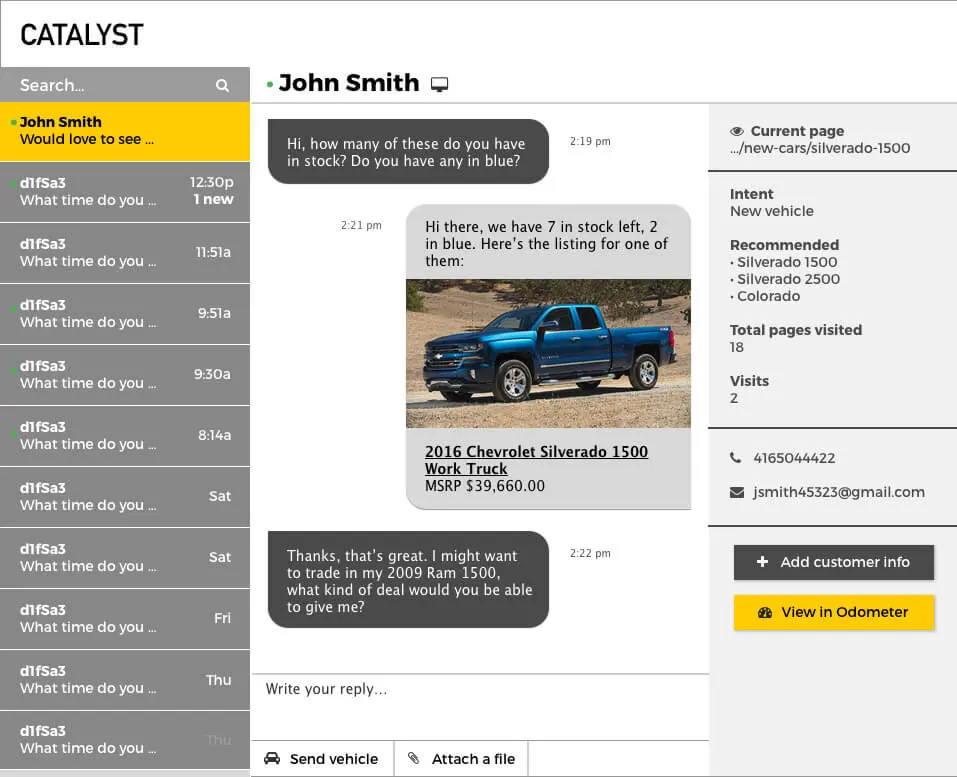 CATALYST
Search...
John Smith
Would love to see ...
d1fSa3
12:30p
What time do you ...
1 new
d1fSa3
What time do you ...
11:51a
d1fSa3
What time do you ...
9:51a
d1fSa3
What time do you ...
9:30a
d1fSa3
What time do you ...
8:14a
d1fSa3
What time do you ...
Sat
d1fSa3
What time do you ...
Sat
d1fSa3
What time do you ...
Fri
d1fSa3
What time do you ...
Thu
d1fSa3
What time do you ...
Thu
John Smith
Hi, how many of these do you have
in stock? Do you have any in blue?
2:19 pm
2:21 pm
Hi there, we have 7 in stock left, 2
in blue. Here's the listing for one of
them:
2016 Chevrolet Silverado 1500
Work Truck
MSRP $39,660.00
Thanks, that's great. I might want
to trade in my 2009 Ram 1500,
what kind of deal would you be able
to give me?
2:22 pm
Write your reply...
Send vehicle
Attach a file
Current page
.../new-cars/silverado-1500
Intent
New vehicle
Recommended
• Silverado 1500
• Silverado 2500
• Colorado
Total pages visited
18
Visits
2
4165044422
jsmith45323@gmail.com
Add customer info
View in Odometer